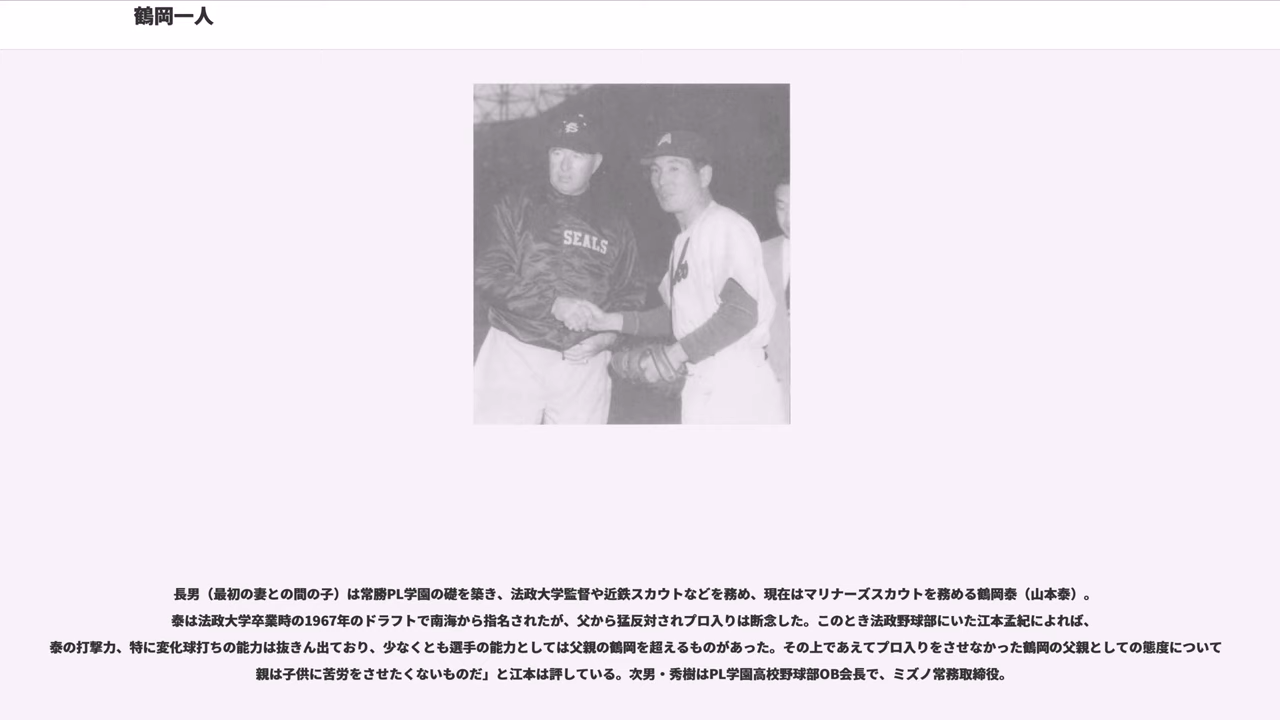 鶴岡一人
SEALS
長男（最初の妻との間の子）は常勝PL学園の礎を築き、法政大学監督や近鉄スカウトなどを務め、現在はマリナーズスカウトを務める鶴岡泰（山本泰）。
泰は法政大学卒業時の1967年のドラフトで南海から指名されたが、父から猛反対されプロ入りは断念した。このとき法政野球部にいた江本孟紀によれば、
泰の打撃力、特に変化球打ちの能力は抜きん出ており、少なくとも選手の能力としては父親の鶴岡を超えるものがあった。その上であえてプロ入りをさせなかった鶴岡の父親としての態度について
親は子供に苦労をさせたくないものだ」と江本は評している。次男・秀樹はPL学園高校野球部OB会長で、ミズノ常務取締役。